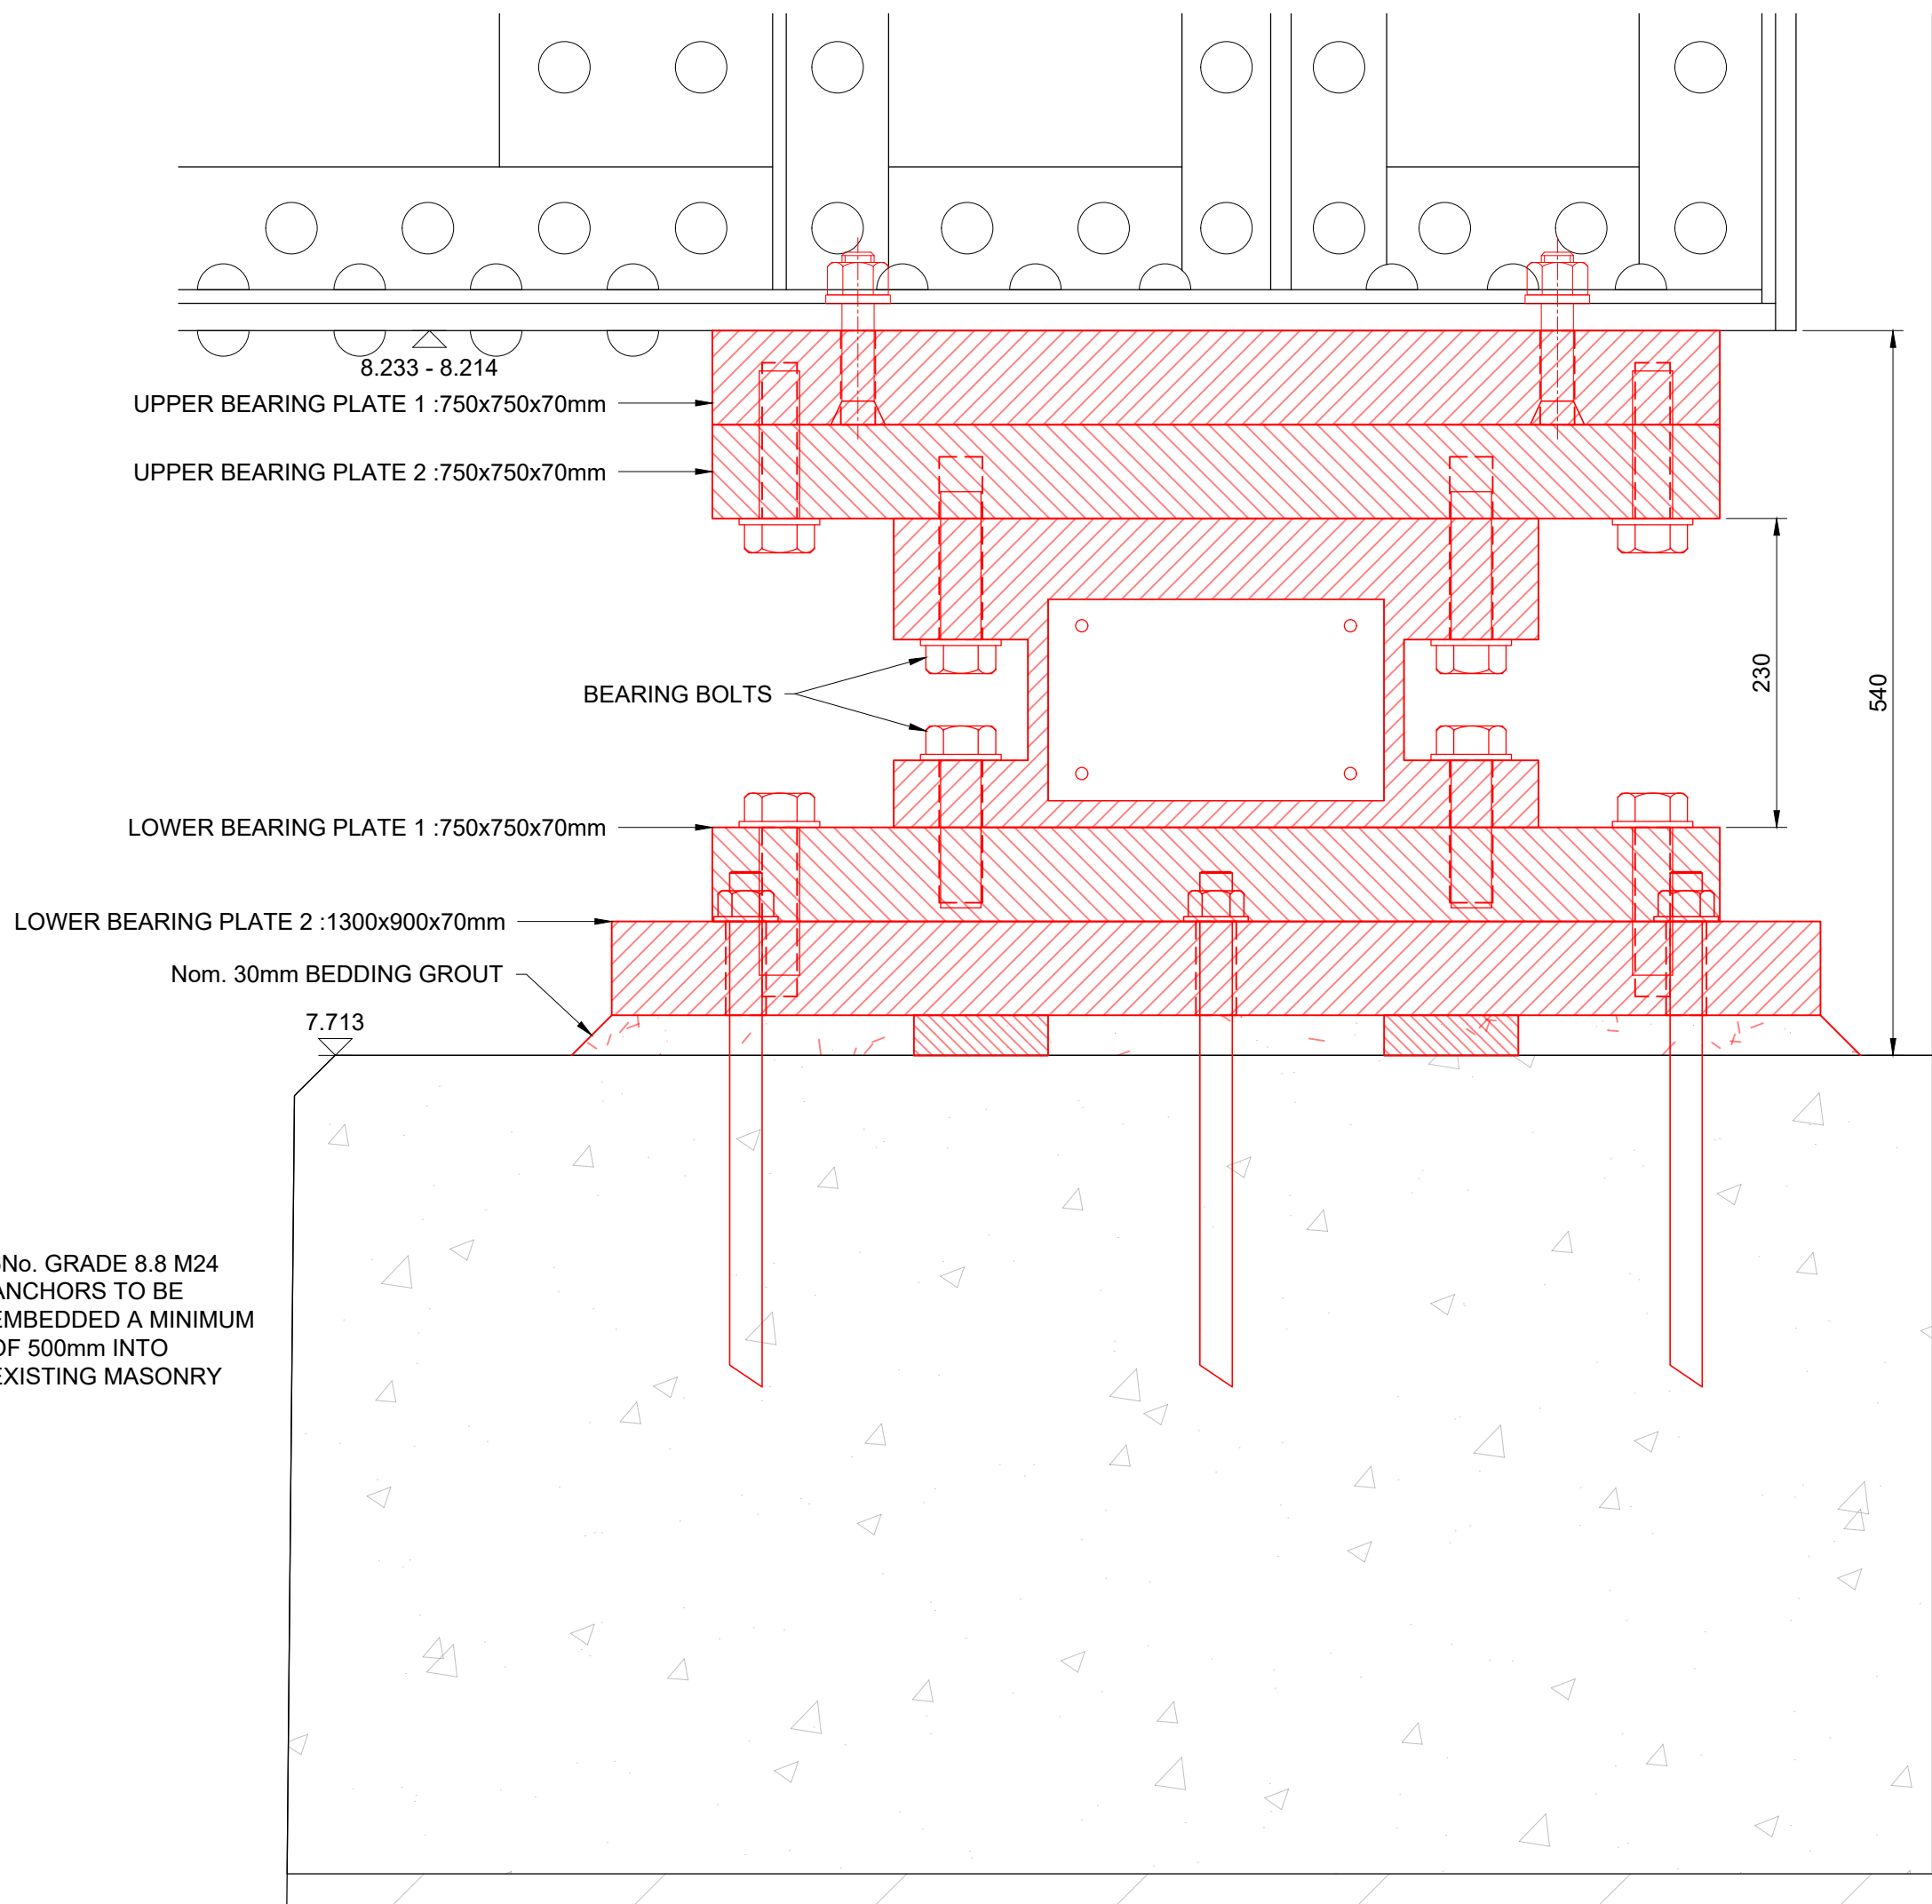 8.233 - 8.214
UPPER BEARING PLATE 1 :750x750x70mm
UPPER BEARING PLATE 2 :750x750x70mm
BEARING BOLTS
230
540
LOWER BEARING PLATE 1 :750x750x70mm
LOWER BEARING PLATE 2 :1300x900x70mm
Nom. 30mm BEDDING GROUT
7.713
No. GRADE 8.8 M24
ANCHORS TO BE
EMBEDDED A MINIMUM
OF 500mm INTO
EXISTING MASONRY